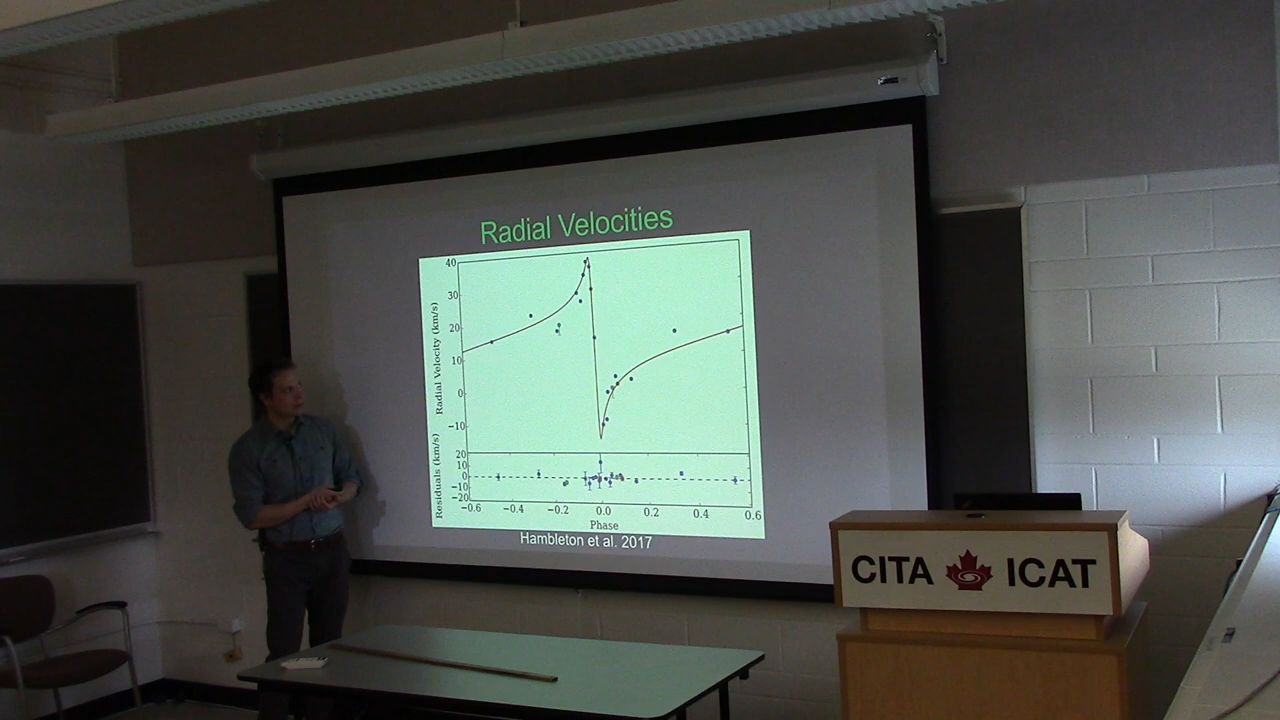 Radial Velocities
Radial Velocity (km/s)
40
30
20
10
0
−10
Residuals (km/s)
20
10
0
−10
−20
−0.6 −0.4 −0.2 0.0 0.2 0.4 0.6
Phase
Hambleton et al. 2017
CITA ICAT